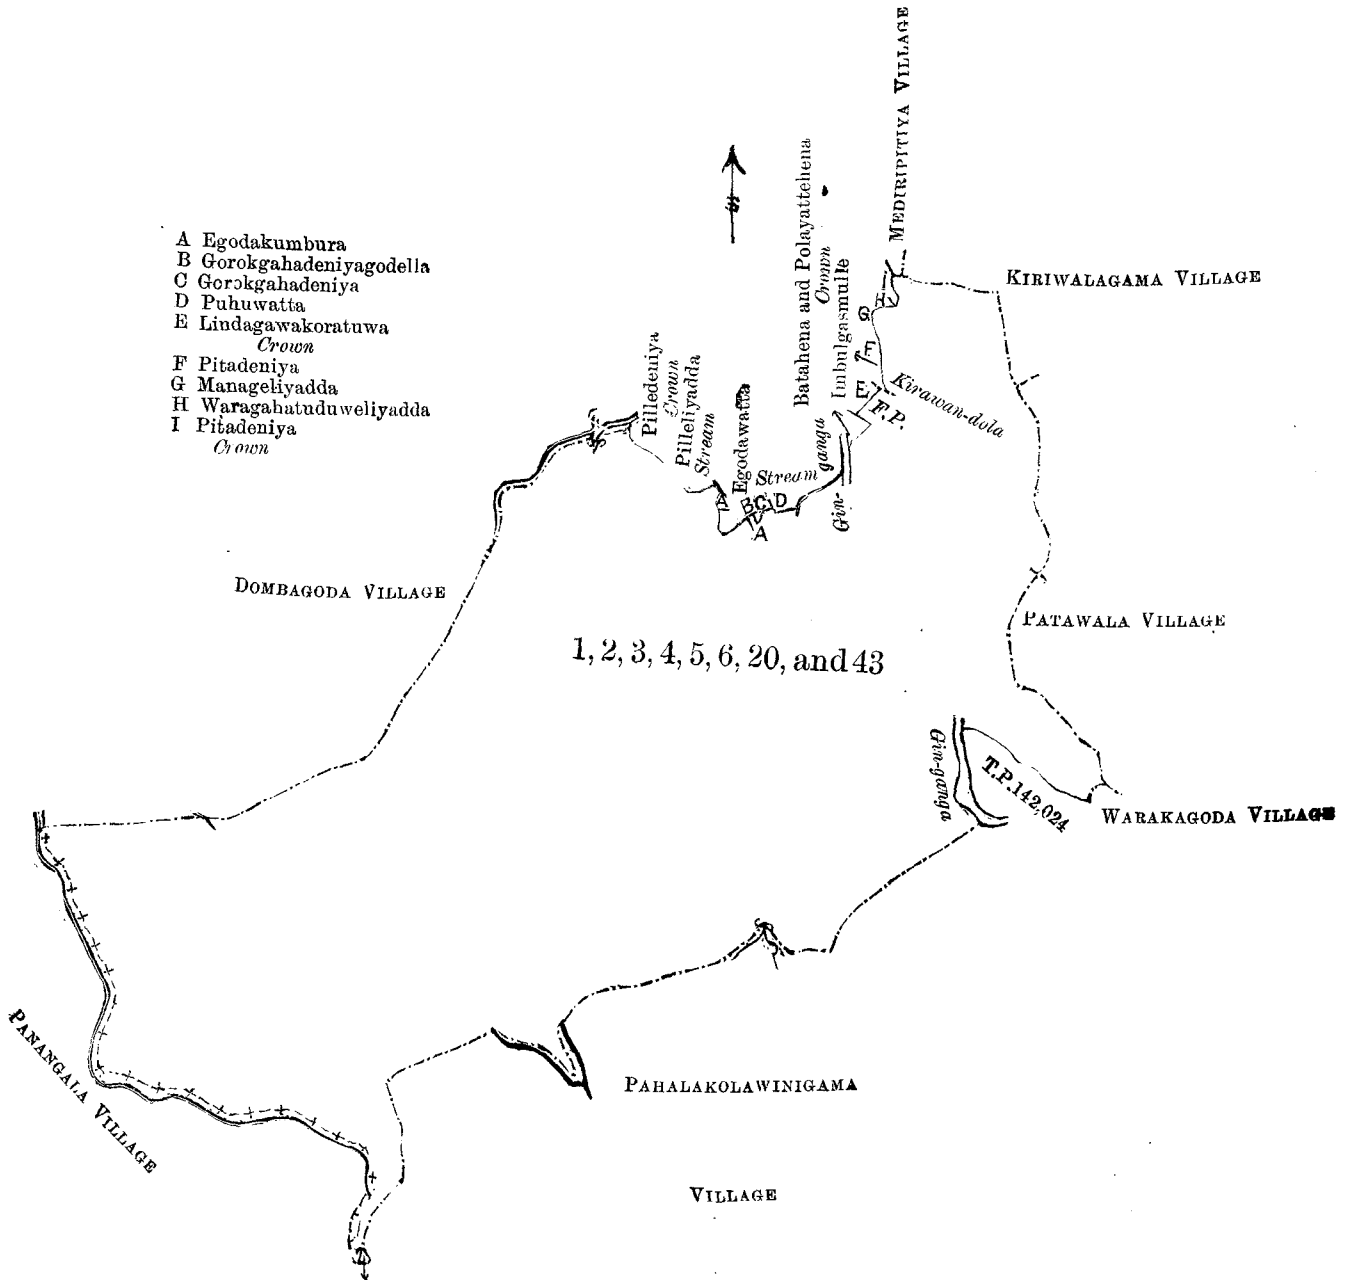 MEDIRIPITIYA VILLAGE
A Egodakumbura
B Gorokgahadeniyagodella
C Gorokgahadeniya
D Puhuwatta
E Lindagawakoratuwa
Crown
F Pitadeniya
G Manageliyadda
H Waragahatuduweliyadda
I Pitadeniya
Crown
Pilledeniya
Crown
Pilleliyadda
Stream
Egodawatta
Batahena and Polayattehena
Crown
Imbulgasmulle
KIRIWALAGAMA VILLAGE
H
G
F
E
F.P.
Kirawan-dola
Stream
Gin-ganga
A
B C D
A
DOMBAGODA VILLAGE
PATAWALA VILLAGE
1, 2, 3, 4, 5, 6, 20, and 43
Gin-ganga
T.P. 142,024
WARAKAGODA VILLAGE
PANANGALA VILLAGE
PAHALAKOLAWINIGAMA
VILLAGE